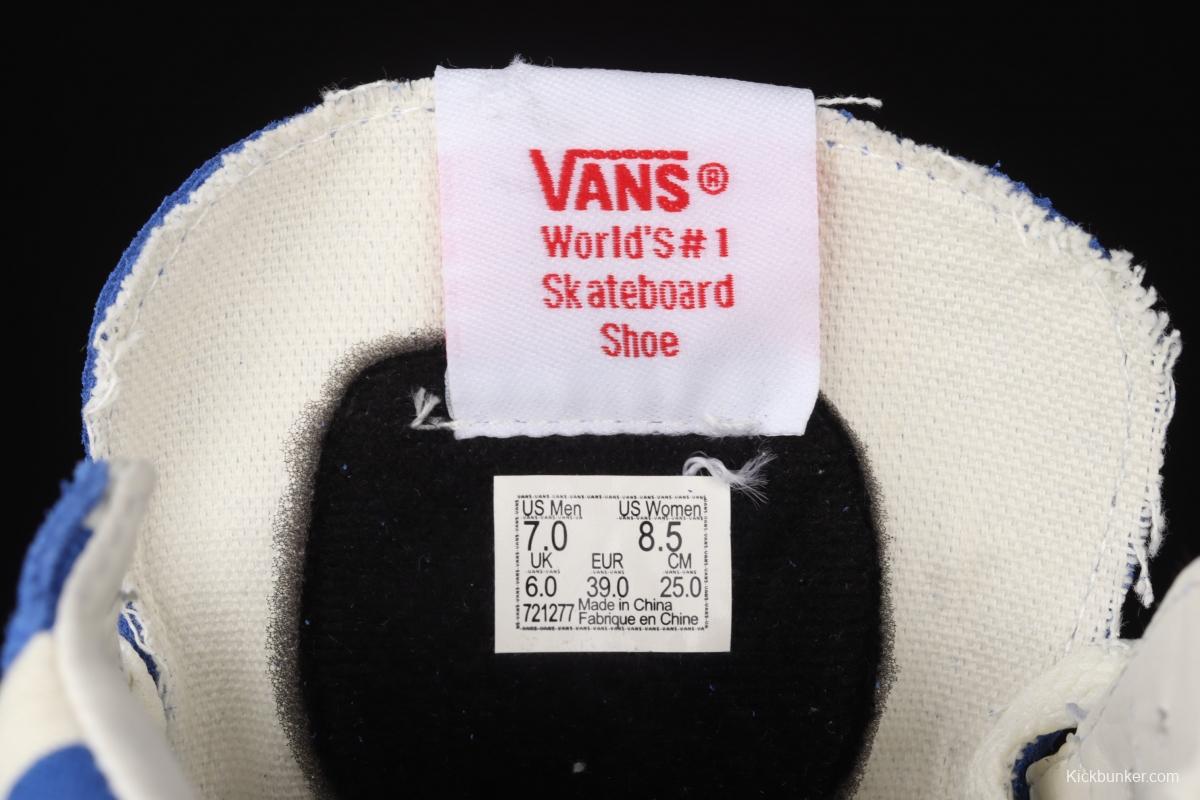 VANS®
World'S #1
Skateboard
Shoe
US Men US Women
7.0 8.5
UK EUR CM
6.0 39.0 25.0
721277 Made in China
Fabrique en Chine
Kickbunker.com